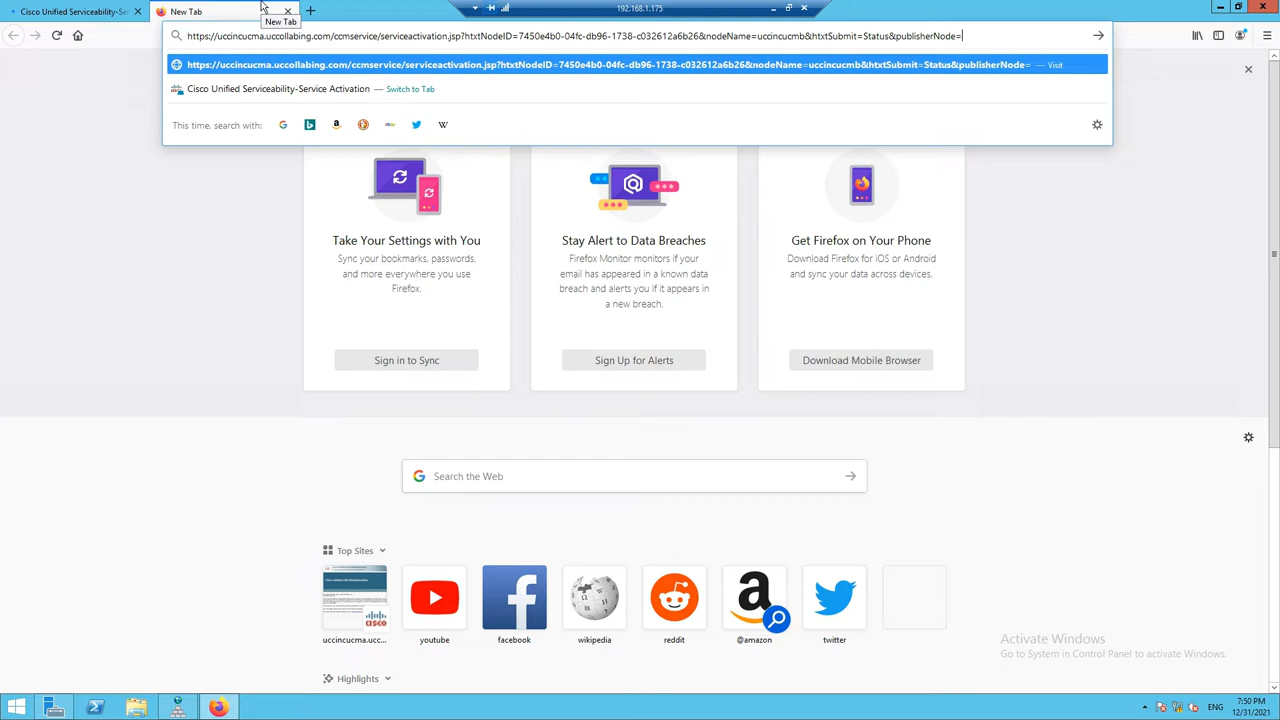 Cisco Unified Serviceability-Ser
New Tab
192.168.1.175
New Tab
https://uccincucma.uccollabing.com/ccmservice/serviceactivation.jsp?htxtNodeID=7450e4b0-04fc-db96-1738-c032612a6b26&nodeName=uccincucmb&htxtSubmit=Status&publisherNode=
https://uccincucma.uccollabing.com/ccmservice/serviceactivation.jsp?htxtNodeID=7450e4b0-04fc-db96-1738-c032612a6b26&nodeName=uccincucmb&htxtSubmit=Status&publisherNode= — Visit
Cisco Unified Serviceability-Service Activation — Switch to Tab
This time, search with:
Take Your Settings with You
Sync your bookmarks, passwords,
and more everywhere you use
Firefox.
Sign in to Sync
Stay Alert to Data Breaches
Firefox Monitor monitors if your
email has appeared in a known data
breach and alerts you if it appears in
a new breach.
Sign Up for Alerts
Get Firefox on Your Phone
Download Firefox for iOS or Android
and sync your data across devices.
Download Mobile Browser
Search the Web
Top Sites
uccincucma.ucc...
youtube
facebook
wikipedia
reddit
@amazon
twitter
Highlights
Activate Windows
Go to System in Control Panel to activate Windows.
ENG
7:50 PM
12/31/2021